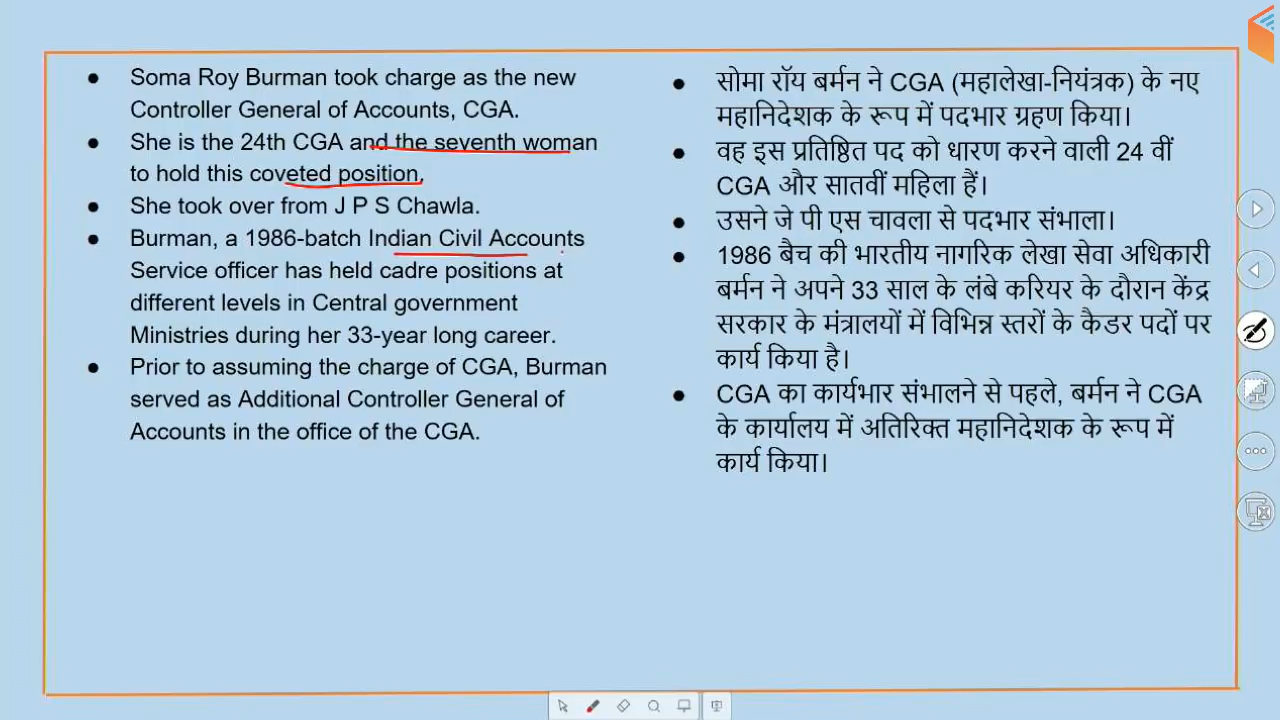 ● Soma Roy Burman took charge as the new
Controller General of Accounts, CGA.
● She is the 24th CGA and the seventh woman
to hold this coveted position.
● She took over from J P S Chawla.
● Burman, a 1986-batch Indian Civil Accounts
Service officer has held cadre positions at
different levels in Central government
Ministries during her 33-year long career.
● Prior to assuming the charge of CGA, Burman
served as Additional Controller General of
Accounts in the office of the CGA.
● सोमा रॉय बर्मन ने CGA (महालेखा-नियंत्रक) के नए
महानिदेशक के रूप में पदभार ग्रहण किया।
● वह इस प्रतिष्ठित पद को धारण करने वाली 24 वीं
CGA और सातवीं महिला हैं।
● उसने जे पी एस चावला से पदभार संभाला।
● 1986 बैच की भारतीय नागरिक लेखा सेवा अधिकारी
बर्मन ने अपने 33 साल के लंबे करियर के दौरान केंद्र
सरकार के मंत्रालयों में विभिन्न स्तरों के कैडर पदों पर
कार्य किया है।
● CGA का कार्यभार संभालने से पहले, बर्मन ने CGA
के कार्यालय में अतिरिक्त महानिदेशक के रूप में
कार्य किया।